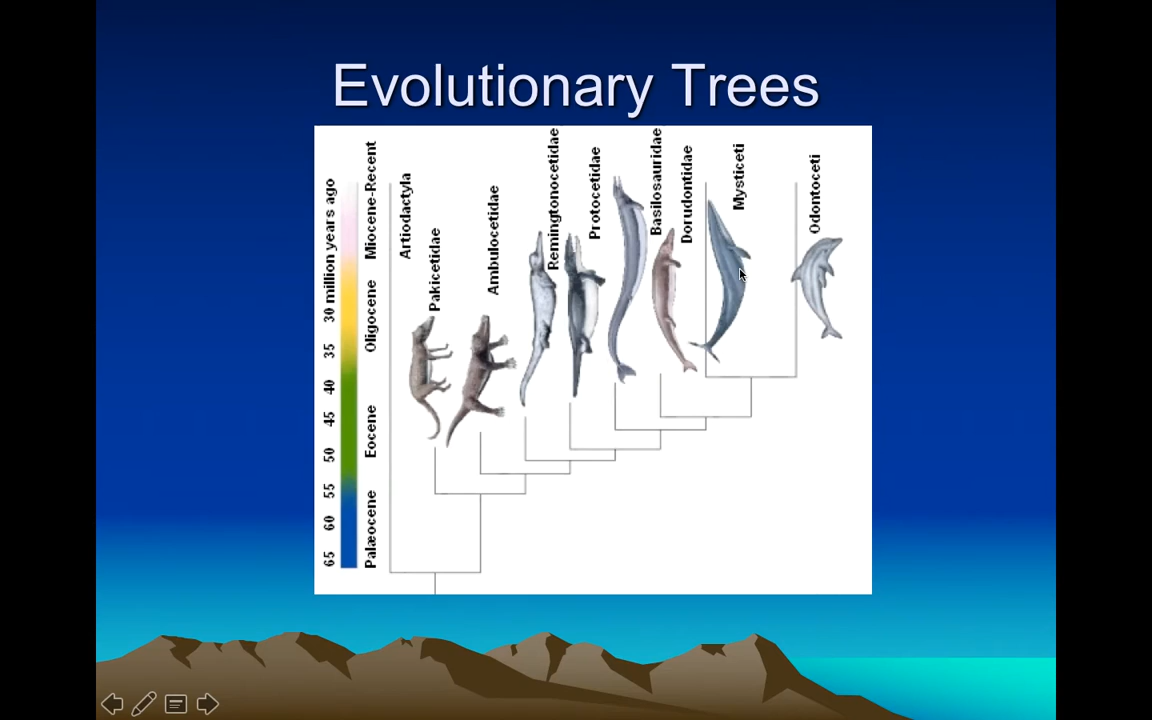 Evolutionary Trees
65 60 55 50 45 40 35 30 million years ago
Palæocene Eocene Oligocene Miocene-Recent
Artiodactyla
Pakicetidae
Ambulocetidae
Remingtonocetidae
Protocetidae
Basilosauridae
Dorudontidae
Mysticeti
Odontoceti